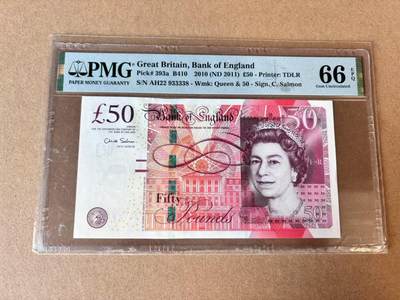 PMG
PAPER MONEY GUARANTY
Great Britain, Bank of England
Pick# 393a B410 2010 (ND 2011) £50 - Printer: TDLR
S/N AH22 933338 - Wmk: Queen & 50 - Sign. C. Salmon
66 EPQ
Gem Uncirculated
£50
Bank of England
50
Fifty
Pounds
50